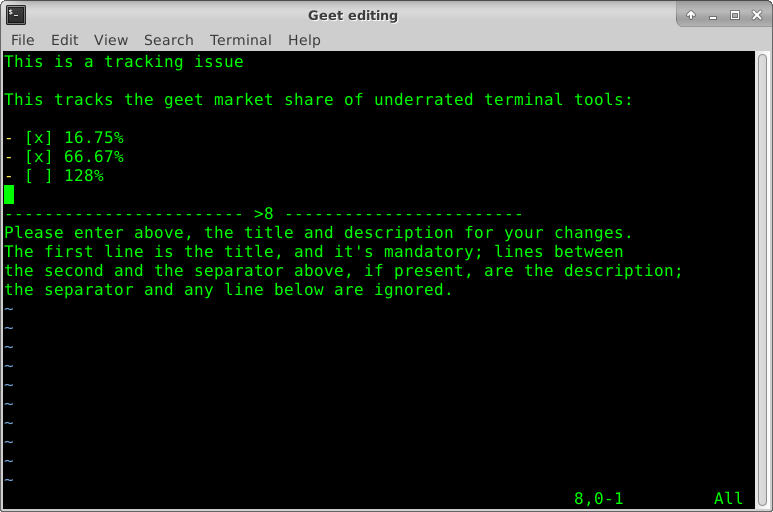 Geet editing
File Edit View Search Terminal Help
This is a tracking issue
This tracks the geet market share of underrated terminal tools:
- [x] 16.75%
- [x] 66.67%
- [ ] 128%
------------------------ >8 ------------------------
Please enter above, the title and description for your changes.
The first line is the title, and it's mandatory; lines between
the second and the separator above, if present, are the description;
the separator and any line below are ignored.
~
~
~
~
~
~
~
~
~
~
8,0-1 All